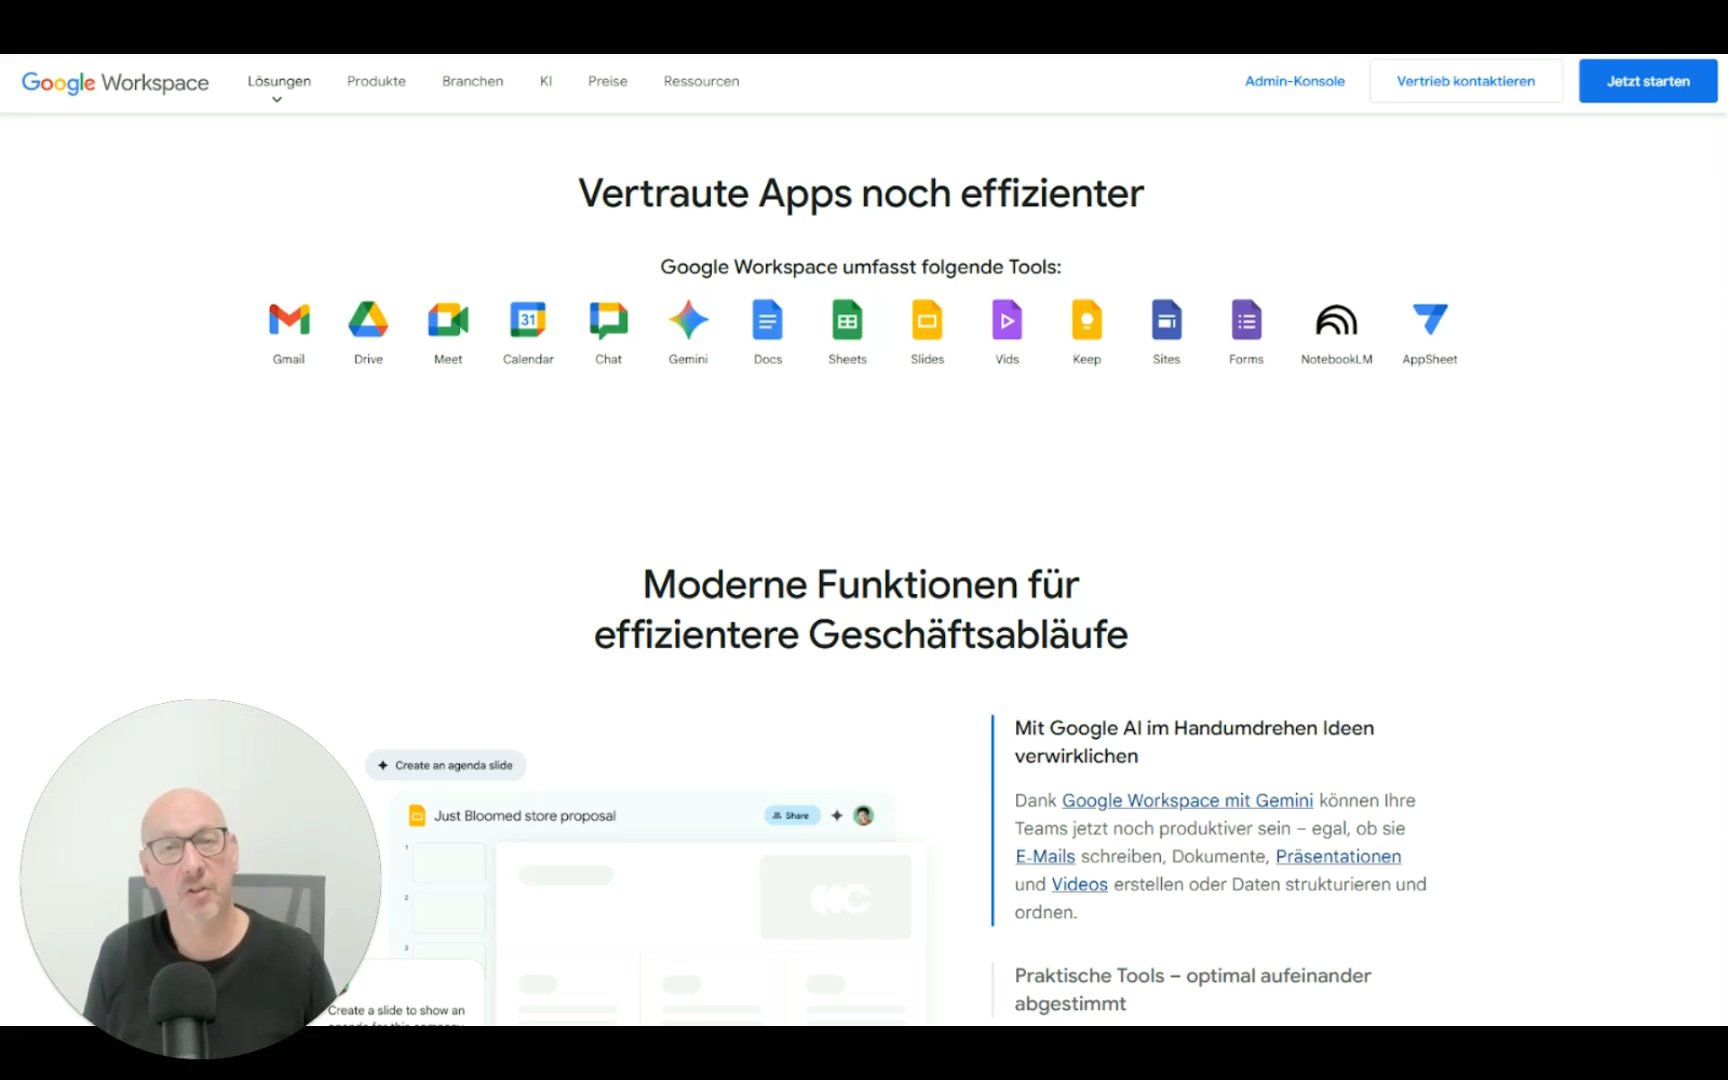 Google Workspace
Lösungen
Produkte
Branchen
KI
Preise
Ressourcen
Admin-Konsole
Vertrieb kontaktieren
Jetzt starten
Vertraute Apps noch effizienter
Google Workspace umfasst folgende Tools:
31
Gmail
Drive
Meet
Calendar
Chat
Gemini
Docs
Sheets
Slides
Vids
Keep
Sites
Forms
NotebookLM
AppSheet
Moderne Funktionen für
effizientere Geschäftsabläufe
Create an agenda slide
Just Bloomed store proposal
Share
1
2
3
Create a slide to show an
Mit Google AI im Handumdrehen Ideen
verwirklichen
Dank Google Workspace mit Gemini können Ihre
Teams jetzt noch produktiver sein – egal, ob sie
E-Mails schreiben, Dokumente, Präsentationen
und Videos erstellen oder Daten strukturieren und
ordnen.
Praktische Tools – optimal aufeinander
abgestimmt